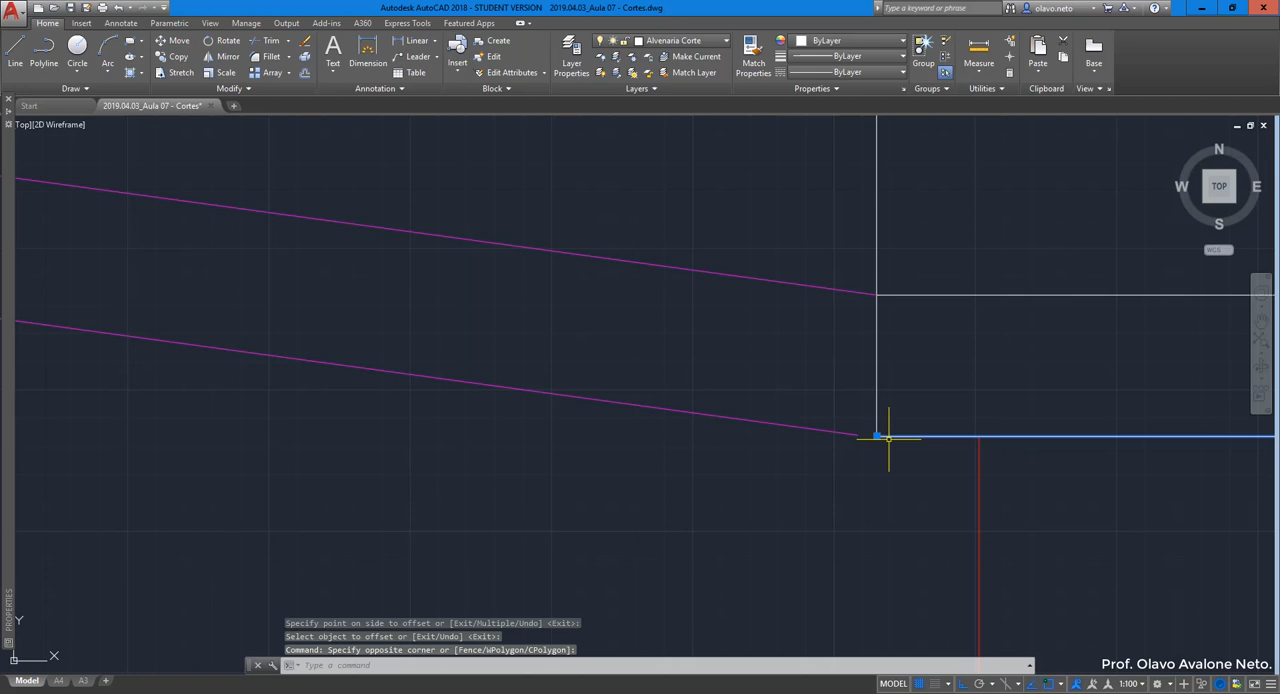 Autodesk AutoCAD 2018 - STUDENT VERSION 2019.04.03_Aula 07 - Cortes.dwg
Type a keyword or phrase
olavo.neto
Home Insert Annotate Parametric View Manage Output Add-ins A360 Express Tools Featured Apps
Line Polyline Circle Arc
Move Rotate Trim
Copy Mirror Fillet
Stretch Scale Array
Text Dimension
Linear
Leader
Table
Insert
Create
Edit
Edit Attributes
Layer Properties
Alvenaria Corte
Make Current
Match Layer
Match Properties
ByLayer
ByLayer
ByLayer
Group
Measure
Paste
Base
Draw Modify Annotation Block Layers Properties Groups Utilities Clipboard View
Start 2019.04.03_Aula 07 - Cortes*
Top][2D Wireframe]
N
W TOP E
S
WCS
PROPERTIES
Y
X
Specify point on side to offset or [Exit/Multiple/Undo] <Exit>:
Select object to offset or [Exit/Undo] <Exit>:
Command: Specify opposite corner or [Fence/WPolygon/CPolygon]:
Type a command
Prof. Olavo Avalone Neto.
Model A4 A3
MODEL 1:100